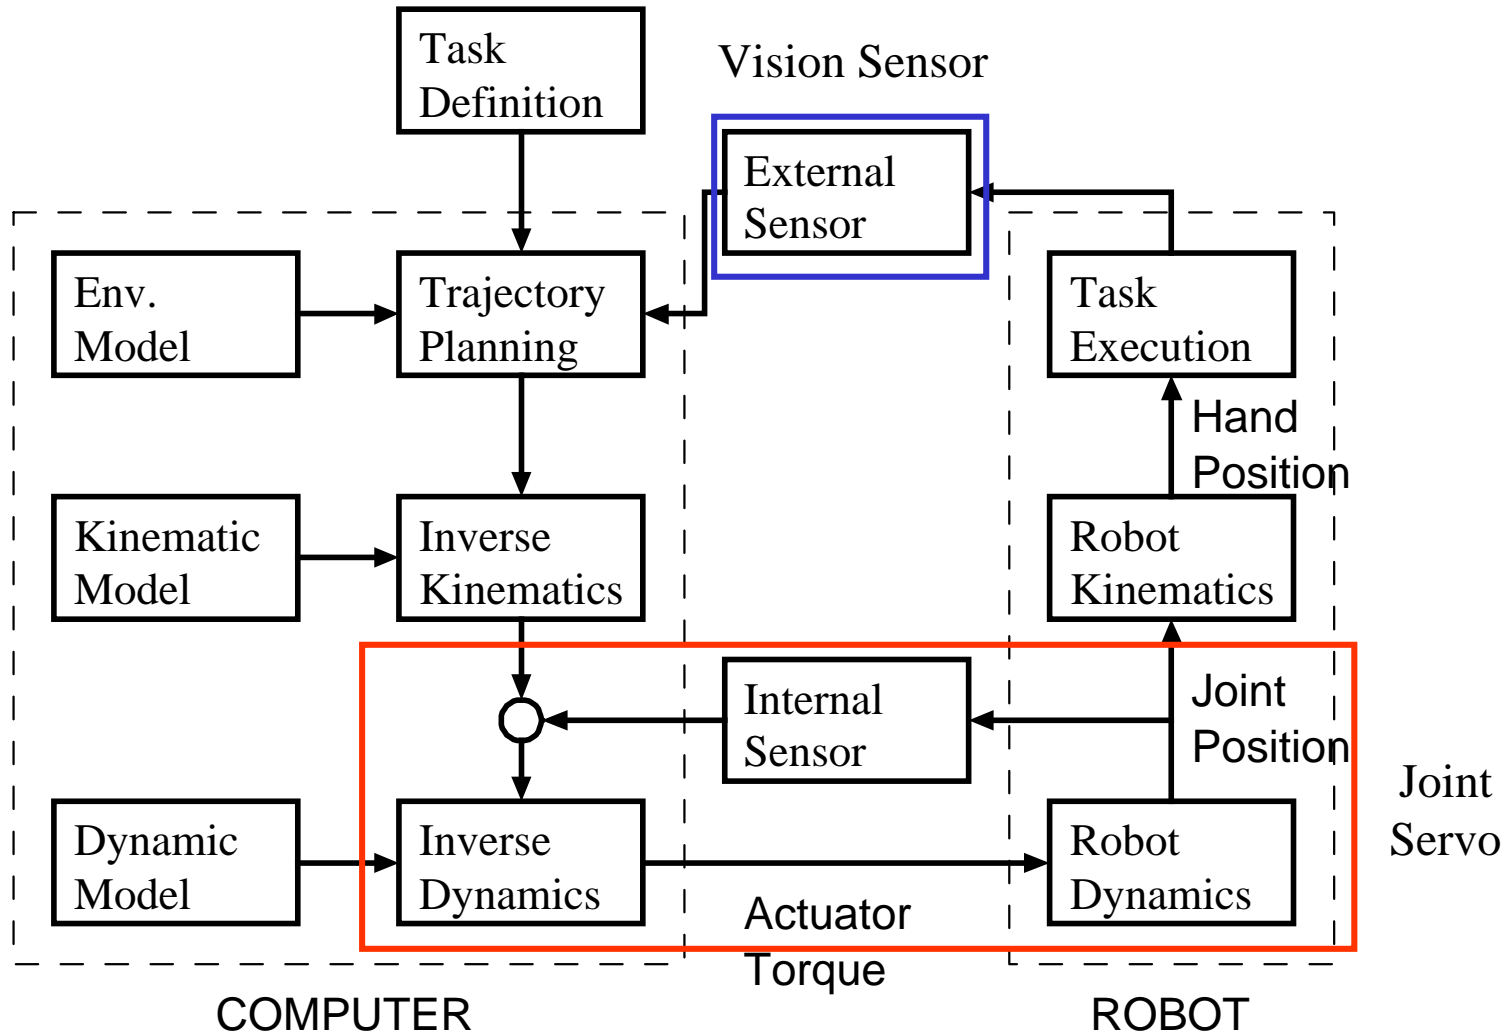 Task
Definition
Vision Sensor
External
Sensor
Env.
Model
Trajectory
Planning
Task
Execution
Hand
Position
Kinematic
Model
Inverse
Kinematics
Robot
Kinematics
Internal
Sensor
Joint
Position
Joint
Servo
Dynamic
Model
Inverse
Dynamics
Robot
Dynamics
Actuator
Torque
COMPUTER
ROBOT